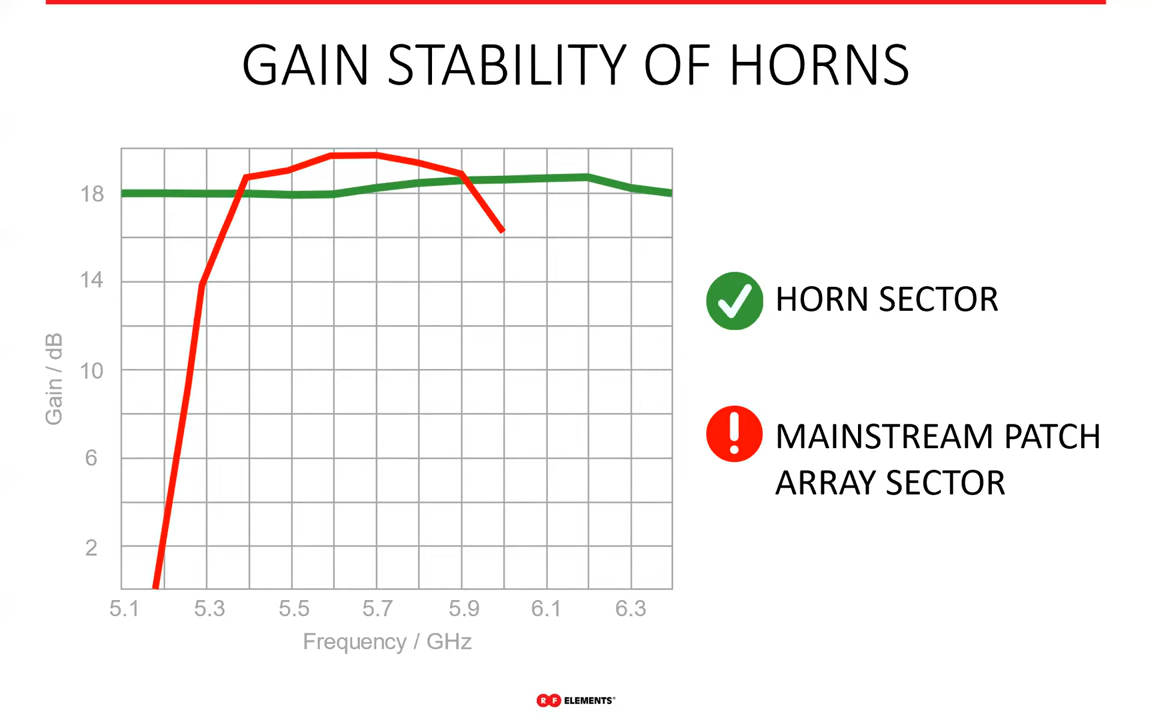 GAIN STABILITY OF HORNS
18
14
10
6
2
Gain / dB
5.1 5.3 5.5 5.7 5.9 6.1 6.3
Frequency / GHz
HORN SECTOR
MAINSTREAM PATCH
ARRAY SECTOR
RF ELEMENTS